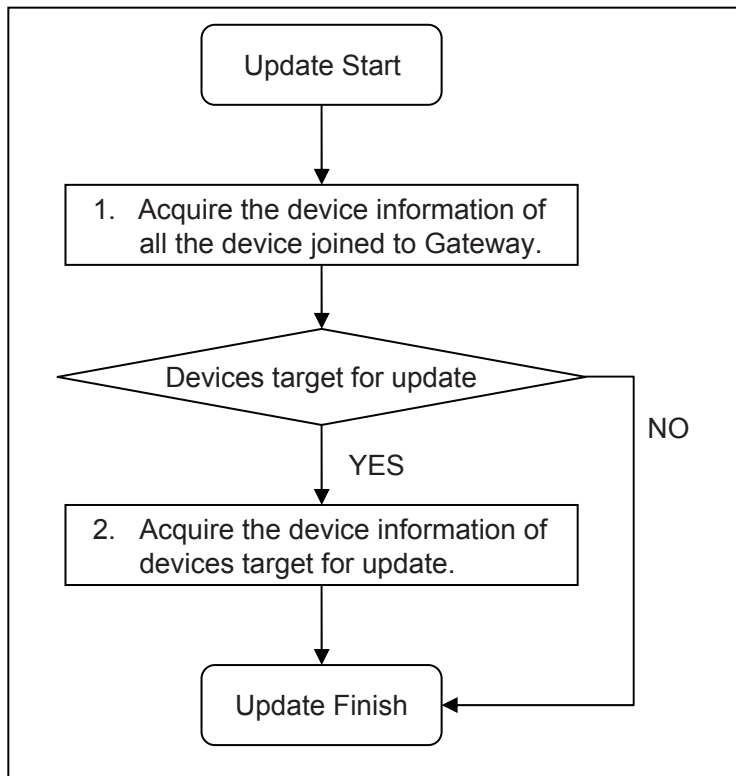 Update Start
1. Acquire the device information of
all the device joined to Gateway.
Devices target for update
NO
YES
2. Acquire the device information of
devices target for update.
Update Finish